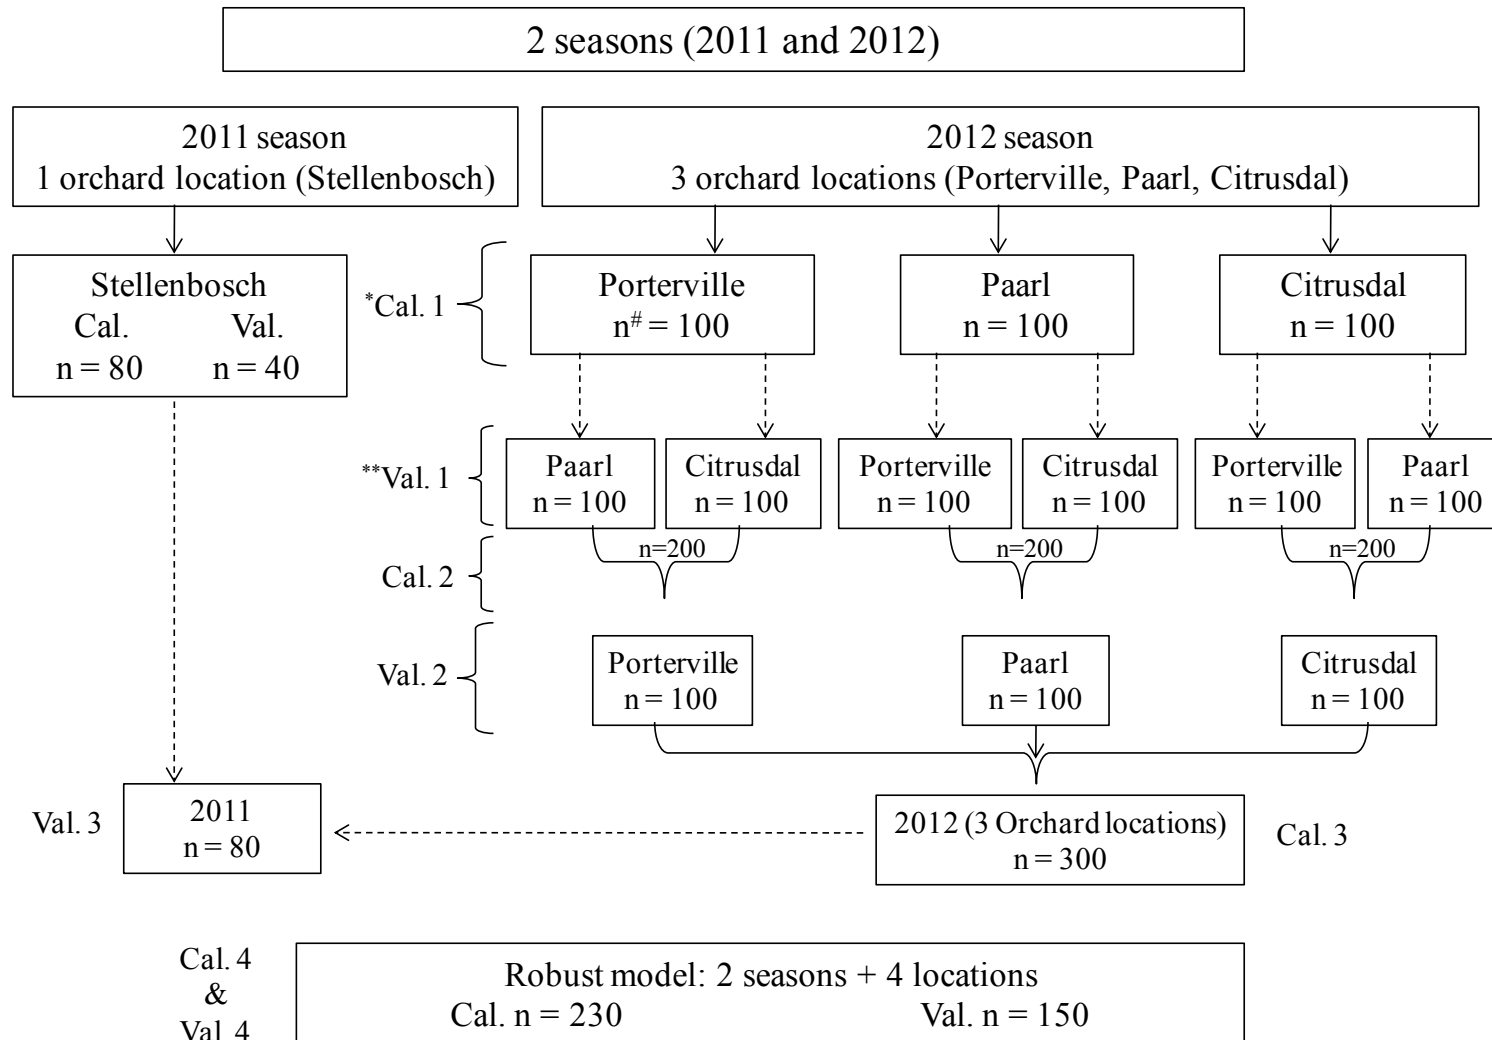 2 seasons (2011 and 2012)
2011 season
1 orchard location (Stellenbosch)
2012 season
3 orchard locations (Porterville, Paarl, Citrusdal)
Stellenbosch
Cal. Val.
n = 80 n = 40
*Cal. 1
Porterville
n# = 100
Paarl
n = 100
Citrusdal
n = 100
**Val. 1
Paarl
n = 100
Citrusdal
n = 100
Porterville
n = 100
Citrusdal
n = 100
Porterville
n = 100
Paarl
n = 100
Cal. 2
n=200
n=200
n=200
Val. 2
Porterville
n = 100
Paarl
n = 100
Citrusdal
n = 100
Val. 3
2011
n = 80
2012 (3 Orchard locations)
n = 300
Cal. 3
Cal. 4
&
Val. 4
Robust model: 2 seasons + 4 locations
Cal. n = 230 Val. n = 150